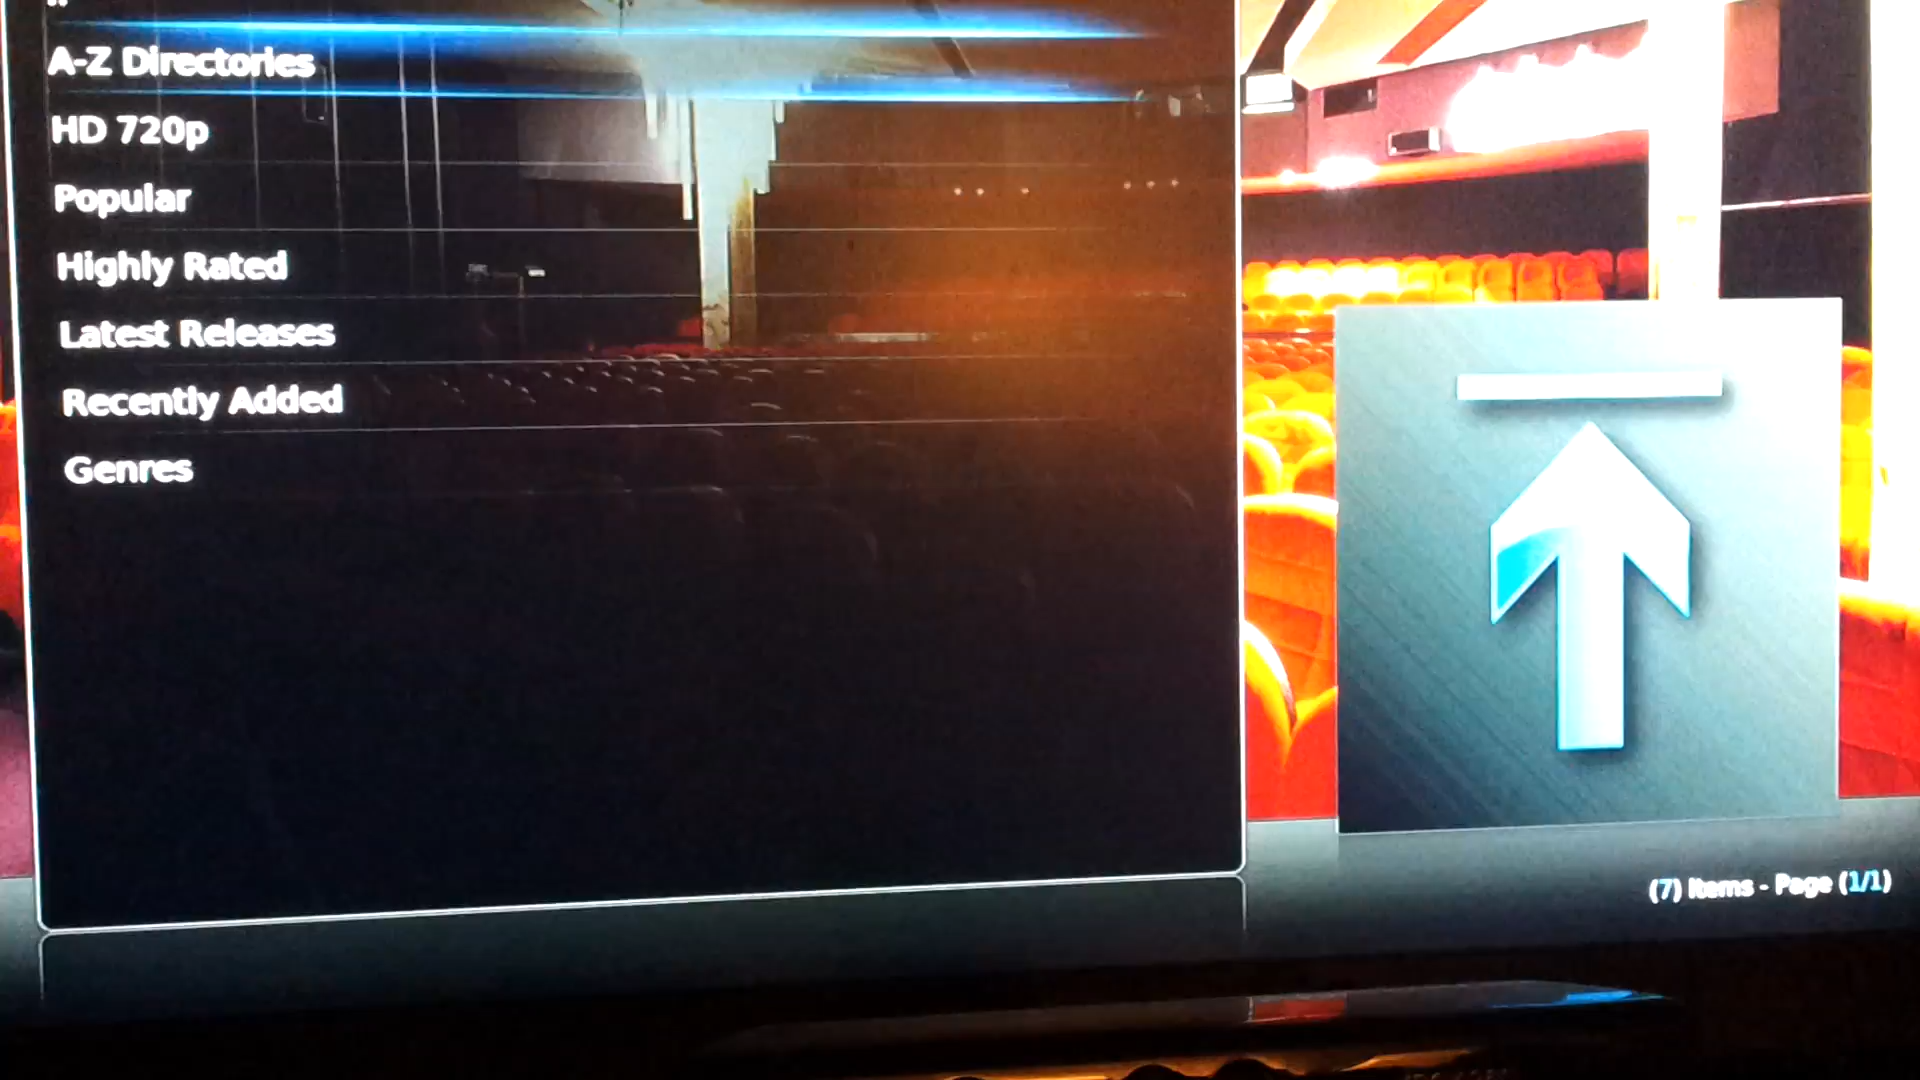 ..
A-Z Directories
HD 720p
Popular
Highly Rated
Latest Releases
Recently Added
Genres
(7) Items - Page (1/1)